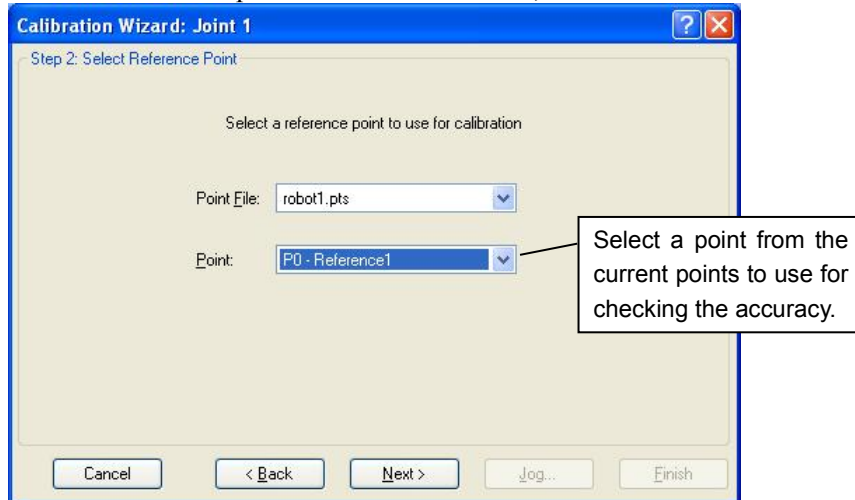 Calibration Wizard: Joint 1
Step 2: Select Reference Point
Select a reference point to use for calibration
Point File: robot1.pts
Point: P0 - Reference1
Select a point from the
current points to use for
checking the accuracy.
Cancel < Back Next > Jog... Finish